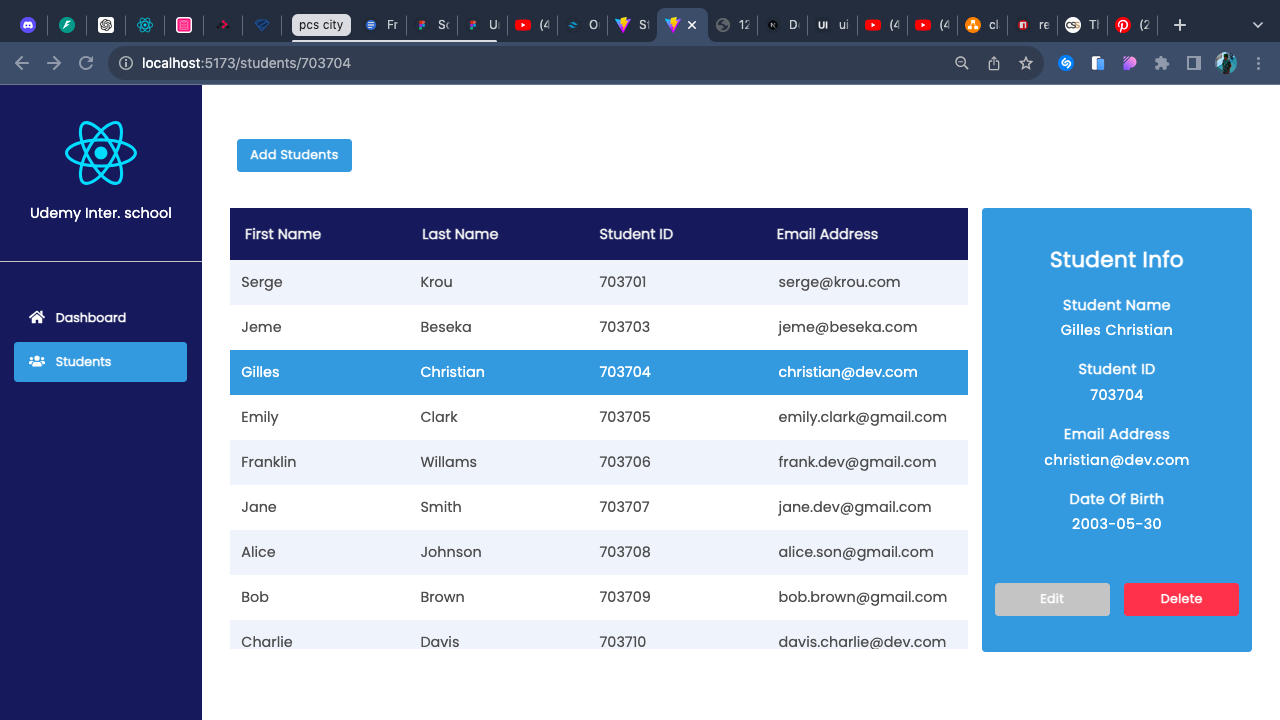 pcs city
Fr
So
Ur
(4
O
St
12
De
UI
ui
(4
(4
cl
re
Th
(2
localhost:5173/students/703704
Udemy Inter. school
Dashboard
Students
Add Students
First Name Last Name Student ID Email Address
Serge Krou 703701 serge@krou.com
Jeme Beseka 703703 jeme@beseka.com
Gilles Christian 703704 christian@dev.com
Emily Clark 703705 emily.clark@gmail.com
Franklin Willams 703706 frank.dev@gmail.com
Jane Smith 703707 jane.dev@gmail.com
Alice Johnson 703708 alice.son@gmail.com
Bob Brown 703709 bob.brown@gmail.com
Charlie Davis 703710 davis.charlie@dev.com
Student Info
Student Name
Gilles Christian
Student ID
703704
Email Address
christian@dev.com
Date Of Birth
2003-05-30
Edit Delete